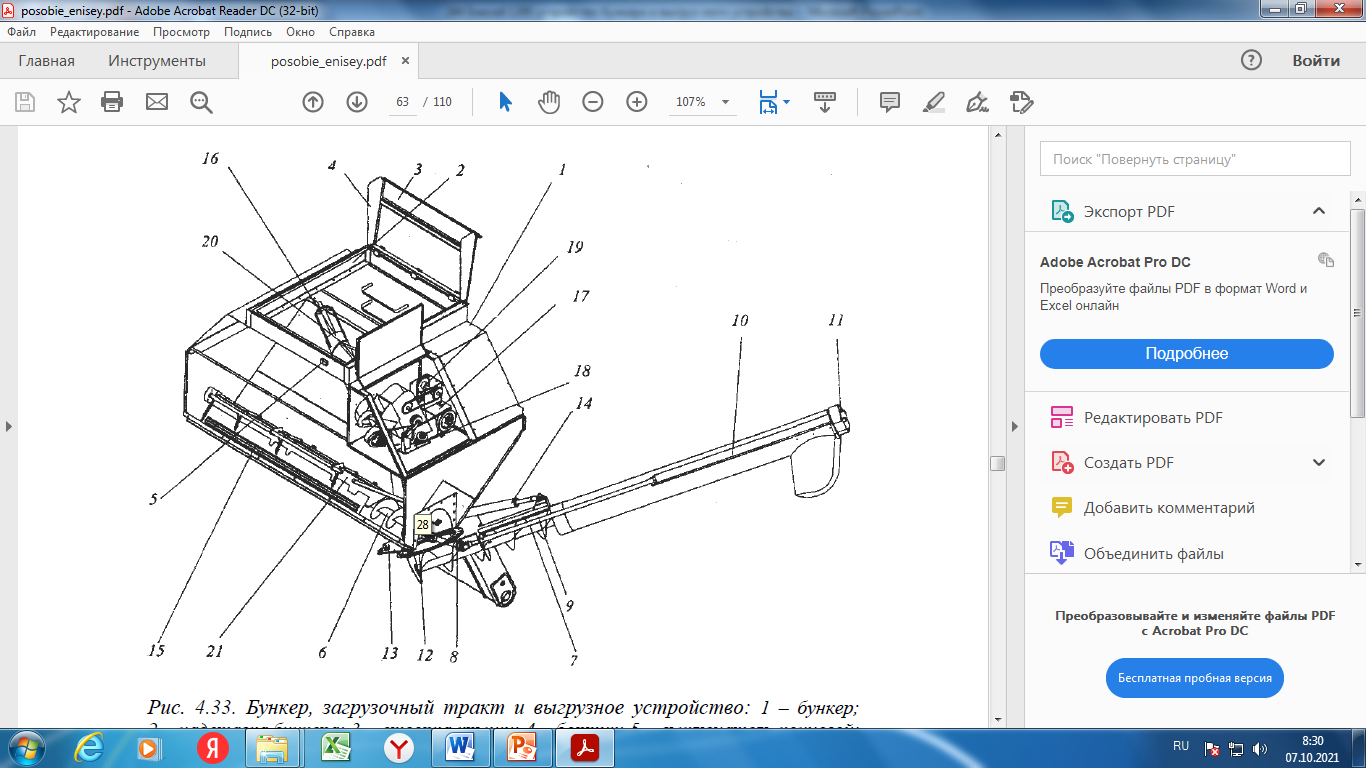 posobie_enisey.pdf - Adobe Acrobat Reader DC (32-bit)
Файл Редактирование Просмотр Подпись Окно Справка
Главная Инструменты posobie_enisey.pdf × ? Войти
63 / 110 107%
16 4 3 2 1
20 19
17
10 11
18
14
5
28
9
15 21 6 13 12 8 7
Рис. 4.33. Бункер, загрузочный тракт и выгрузное устройство: 1 – бункер;
Поиск "Повернуть страницу"
Экспорт PDF
Adobe Acrobat Pro DC
Преобразуйте файлы PDF в формат Word и
Excel онлайн
Подробнее
Редактировать PDF
Создать PDF
Добавить комментарий
Объединить файлы
Преобразовывайте и изменяйте файлы PDF
с Acrobat Pro DC
Бесплатная пробная версия
RU 8:30
07.10.2021